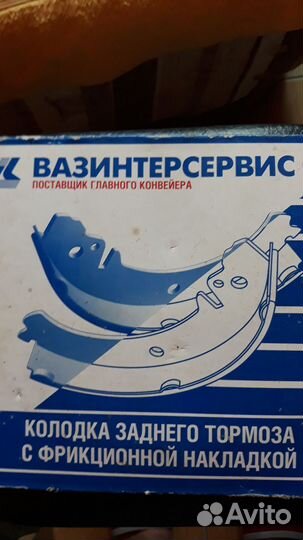 ВАЗИНТЕРСЕРВИС
ПОСТАВЩИК ГЛАВНОГО КОНВЕЙЕРА
КОЛОДКА ЗАДНЕГО ТОРМОЗА
С ФРИКЦИОННОЙ НАКЛАДКОЙ
Avito